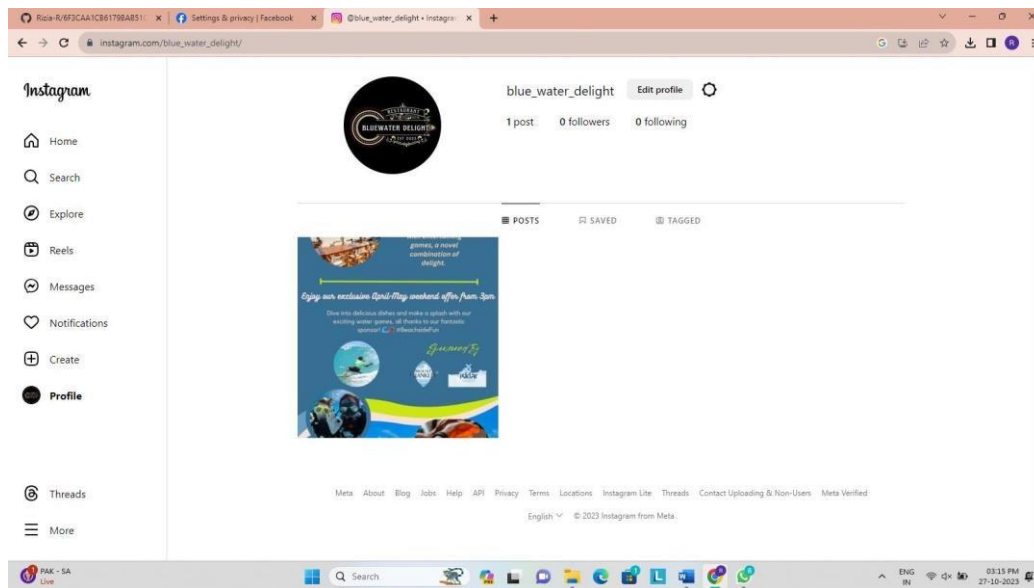 Rizia-R/6F3CAA1CB61798AB51
Settings & privacy | Facebook
@blue_water_delight • Instagra
instagram.com/blue_water_delight/
Instagram
Home
Search
Explore
Reels
Messages
Notifications
Create
Profile
Threads
More
RESTAURANT
BLUEWATER DELIGHT
blue_water_delight
Edit profile
1 post 0 followers 0 following
POSTS SAVED TAGGED
games, a novel
combination of
delight.
Enjoy our exclusive April-May weekend offer from 3pm
Dive into delicious dishes and make a splash with our
exciting water games, all thanks to our fantastic
sponsor! #BeachsideFun
Meta About Blog Jobs Help API Privacy Terms Locations Instagram Lite Threads Contact Uploading & Non-Users Meta Verified
English © 2023 Instagram from Meta
PAK - SA
Live
Search
ENG
IN
03:15 PM
27-10-2023